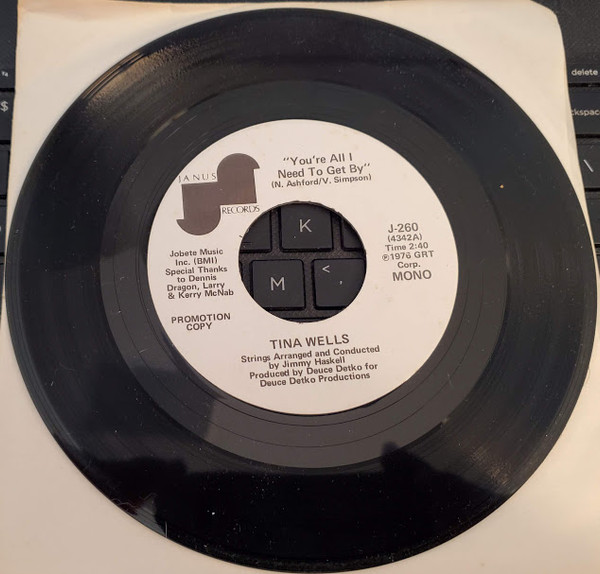 JANUS
RECORDS
"You're All I
Need To Get By"
(N. Ashford/V. Simpson)
J-260
(4342A)
Time 2:40
℗1976 GRT
Corp.
MONO
Jobete Music
Inc. (BMI)
Special Thanks
to Dennis
Dragon, Larry
& Kerry McNab
PROMOTION
COPY
TINA WELLS
Strings Arranged and Conducted
by Jimmy Haskell
Produced by Deuce Detko for
Deuce Detko Productions
K
M
<
,
delete
kspac
\
$